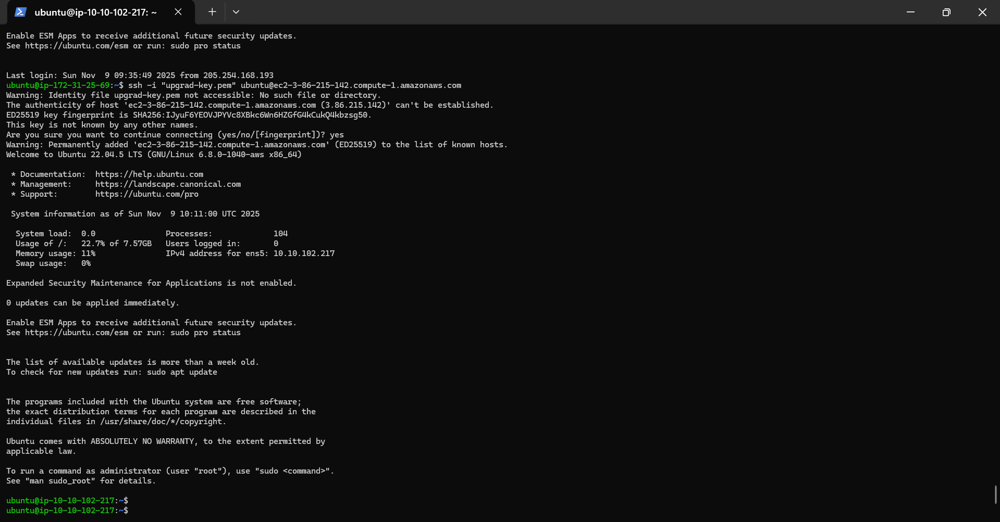 ubuntu@ip-10-10-102-217: ~
Enable ESM Apps to receive additional future security updates.
See https://ubuntu.com/esm or run: sudo pro status
Last login: Sun Nov  9 09:35:49 2025 from 205.254.168.193
ubuntu@ip-172-31-25-69:~$ ssh -i "upgrad-key.pem" ubuntu@ec2-3-86-215-142.compute-1.amazonaws.com
Warning: Identity file upgrad-key.pem not accessible: No such file or directory.
The authenticity of host 'ec2-3-86-215-142.compute-1.amazonaws.com (3.86.215.142)' can't be established.
ED25519 key fingerprint is SHA256:IJyuF6YEOVJPYVc8XBkc6Wn6HZGfG4kCukQ4kbzsg50.
This key is not known by any other names.
Are you sure you want to continue connecting (yes/no/[fingerprint])? yes
Warning: Permanently added 'ec2-3-86-215-142.compute-1.amazonaws.com' (ED25519) to the list of known hosts.
Welcome to Ubuntu 22.04.5 LTS (GNU/Linux 6.8.0-1040-aws x86_64)
* Documentation:  https://help.ubuntu.com
* Management:     https://landscape.canonical.com
* Support:        https://ubuntu.com/pro
System information as of Sun Nov  9 10:11:00 UTC 2025
System load:  0.0               Processes:             104
Usage of /:   22.7% of 7.57GB   Users logged in:       0
Memory usage: 11%               IPv4 address for ens5: 10.10.102.217
Swap usage:   0%
Expanded Security Maintenance for Applications is not enabled.
0 updates can be applied immediately.
Enable ESM Apps to receive additional future security updates.
See https://ubuntu.com/esm or run: sudo pro status
The list of available updates is more than a week old.
To check for new updates run: sudo apt update
The programs included with the Ubuntu system are free software;
the exact distribution terms for each program are described in the
individual files in /usr/share/doc/*/copyright.
Ubuntu comes with ABSOLUTELY NO WARRANTY, to the extent permitted by
applicable law.
To run a command as administrator (user "root"), use "sudo <command>".
See "man sudo_root" for details.
ubuntu@ip-10-10-102-217:~$
ubuntu@ip-10-10-102-217:~$